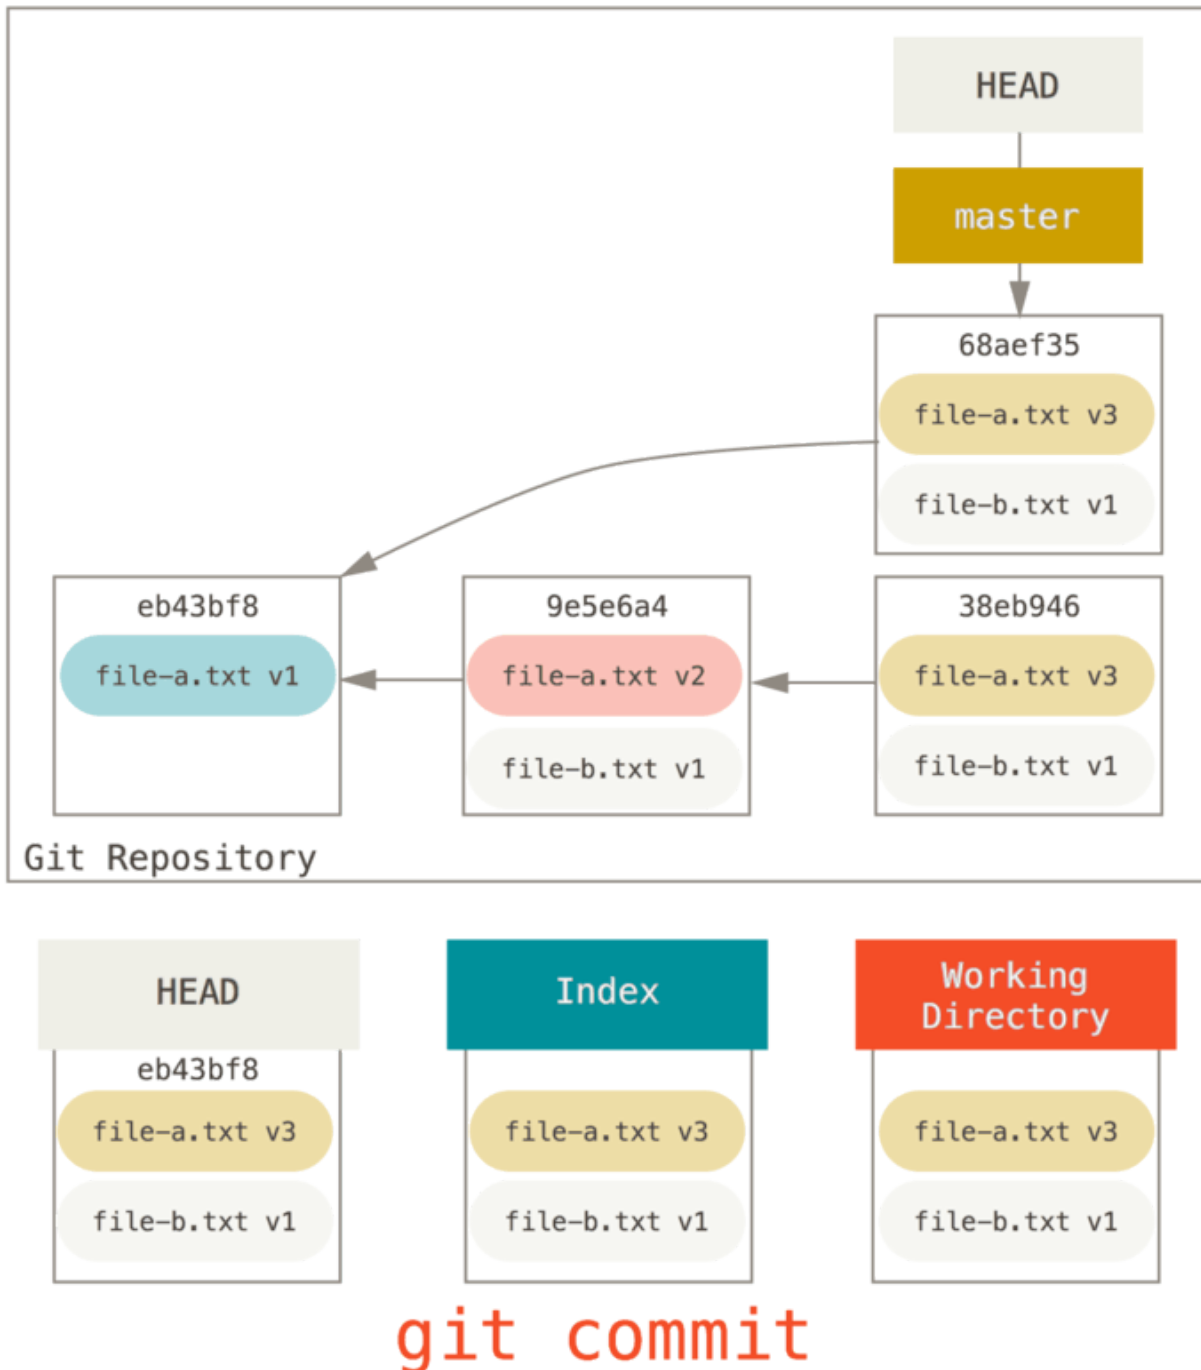 HEAD
master
68aef35
file-a.txt v3
file-b.txt v1
eb43bf8
file-a.txt v1
9e5e6a4
file-a.txt v2
file-b.txt v1
38eb946
file-a.txt v3
file-b.txt v1
Git Repository
HEAD
eb43bf8
file-a.txt v3
file-b.txt v1
Index
file-a.txt v3
file-b.txt v1
Working
Directory
file-a.txt v3
file-b.txt v1
git commit